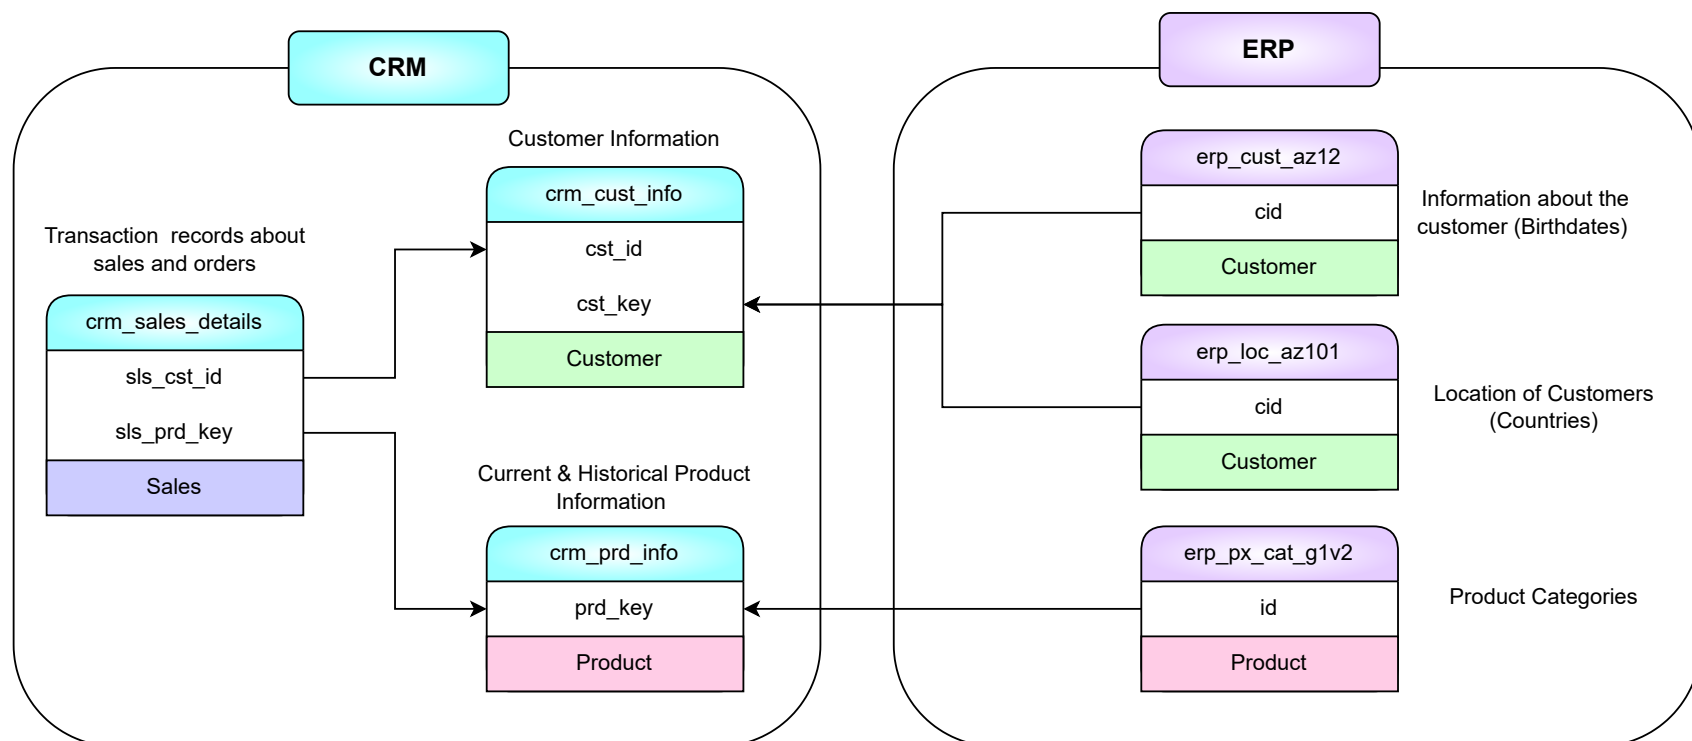 CRM
Customer Information
crm_cust_info
cst_id
cst_key
Customer
Transaction  records about
sales and orders
crm_sales_details
sls_cst_id
sls_prd_key
Sales
Current & Historical Product
Information
crm_prd_info
prd_key
Product
ERP
erp_cust_az12
cid
Customer
Information about the
customer (Birthdates)
erp_loc_az101
cid
Customer
Location of Customers
(Countries)
erp_px_cat_g1v2
id
Product
Product Categories